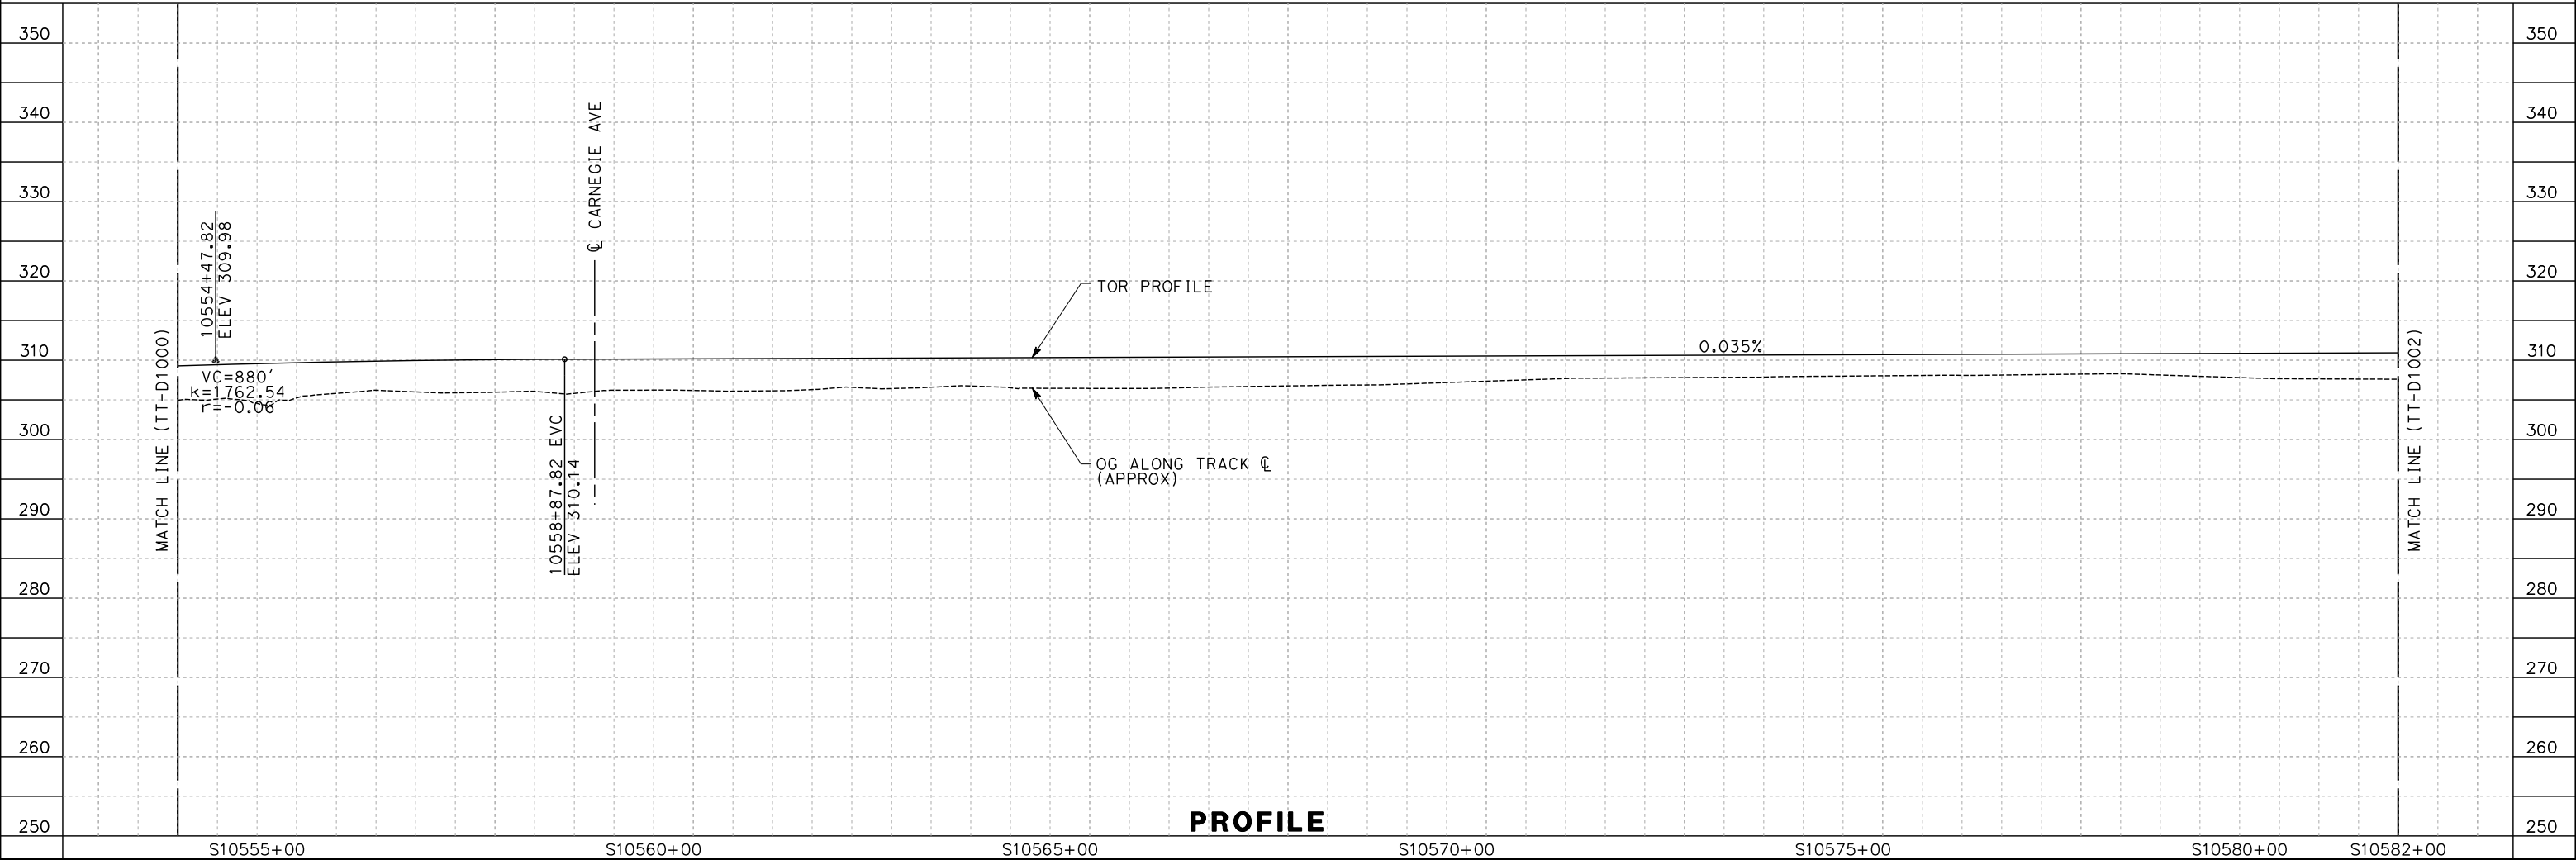 350
340
330
320
310
300
290
280
270
260
250
MATCH LINE (TT-D1000)
10554+47.82
ELEV 309.98
VC=880'
k=1762.54
r=-0.06
10558+87.82 EVC
ELEV 310.14
℄ CARNEGIE AVE
TOR PROFILE
OG ALONG TRACK ℄
(APPROX)
0.035%
MATCH LINE (TT-D1002)
350
340
330
320
310
300
290
280
270
260
250
PROFILE
S10555+00
S10560+00
S10565+00
S10570+00
S10575+00
S10580+00
S10582+00